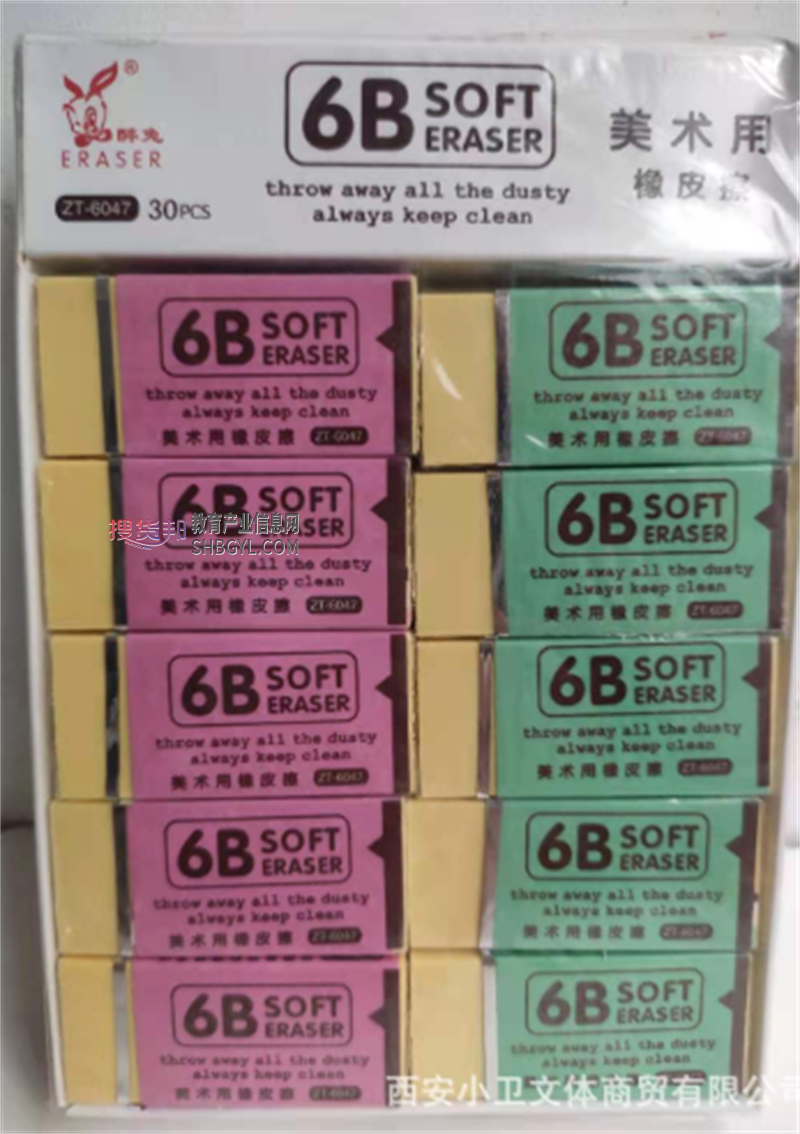 ®
醉兔
ERASER
ZT-6047 30PCS
6B SOFT ERASER
throw away all the dusty
always keep clean
美术用
橡皮擦
6B SOFT ERASER
throw away all the dusty
always keep clean
美术用橡皮擦 ZT-6047
6B SOFT ERASER
throw away all the dusty
always keep clean
美术用橡皮擦 ZT-6047
6B SOFT ERASER
throw away all the dusty
always keep clean
美术用橡皮擦 ZT-6047
6B SOFT ERASER
throw away all the dusty
always keep clean
美术用橡皮擦 ZT-6047
搜货邦 教育产业信息网
SHBGYL.COM
6B SOFT ERASER
throw away all the dusty
always keep clean
美术用橡皮擦 ZT-6047
6B SOFT ERASER
throw away all the dusty
always keep clean
美术用橡皮擦 ZT-6047
6B SOFT ERASER
throw away all the dusty
always keep clean
美术用橡皮擦 ZT-6047
6B SOFT ERASER
throw away all the dusty
always keep clean
美术用橡皮擦 ZT-6047
6B SOFT ERASER
throw away all the dusty
always keep clean
美术用橡皮擦 ZT-6047
6B SOFT ERASER
throw away all the dusty
always keep clean
西安小卫文体商贸有限公司